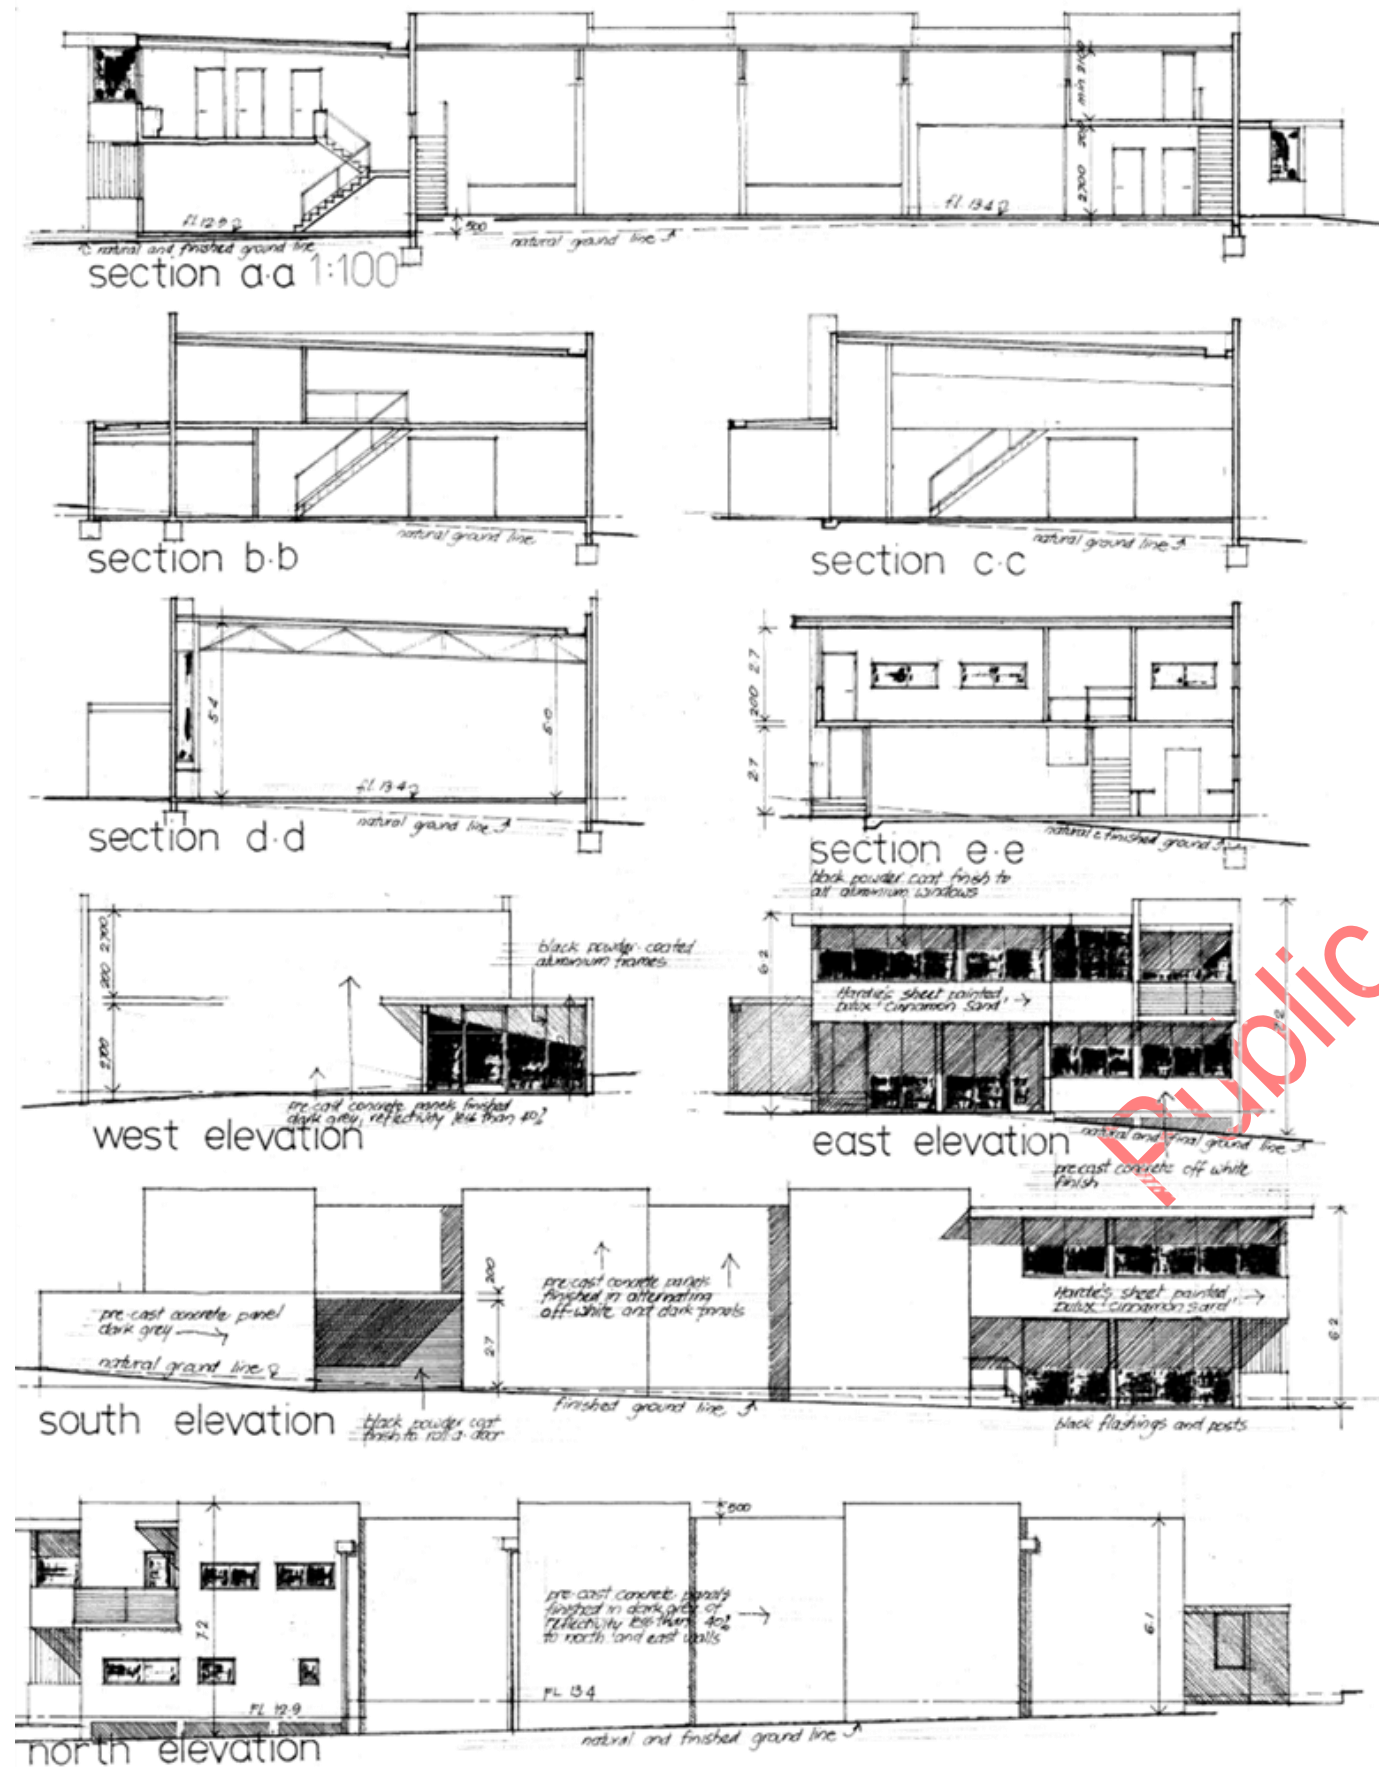 min 2100
200
2700
fl. 12·9
fl. 13·4
500
natural ground line
natural and finished ground line
section a·a 1:100
natural ground line
section b·b
natural ground line
section c·c
5·4
5·0
fl. 13·4
natural ground line
section d·d
2·7
200
2·7
natural & finished ground
section e·e
black powder coat finish to
all aluminium windows
2700
200
2700
black powder coated
aluminium frames
pre-cast concrete panels finished
dark grey, reflectivity less than 40%
west elevation
6·2
Hardie's sheet painted
Dulux 'Cinnamon Sand'
7·2
Public
natural and final ground line
east elevation
precast concrete off white
finish
pre-cast concrete panel
dark grey
natural ground line
200
2·7
pre-cast concrete panels
finished in alternating
off-white and dark panels
Hardie's sheet painted
Dulux 'cinnamon sand'
6·2
finished ground line
south elevation
black powder coat
finish to roll-a-door
black flashings and posts
500
7·2
pre-cast concrete panels
finished in dark grey of
reflectivity less than 40%
to north and east walls
6·1
FL 13·4
FL 12·9
natural and finished ground line
north elevation